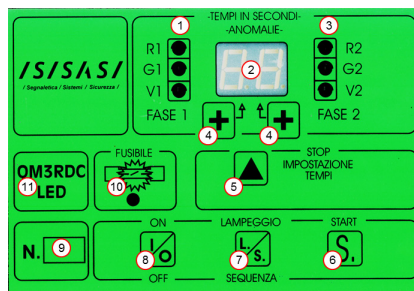 1
-TEMPI IN SECONDI-
-ANOMALIE-
3
R1
G1
V1
2
88
R2
G2
V2
/S/SAS/
/ Segnaletica / Sistemi / Sicurezza /
FASE 1
+
+
FASE 2
4
4
QM3RDC
LED
11
FUSIBILE
10
5
STOP
IMPOSTAZIONE
TEMPI
N.
9
ON
LAMPEGGIO
START
I/O
L./S.
S.
8
7
6
OFF
SEQUENZA